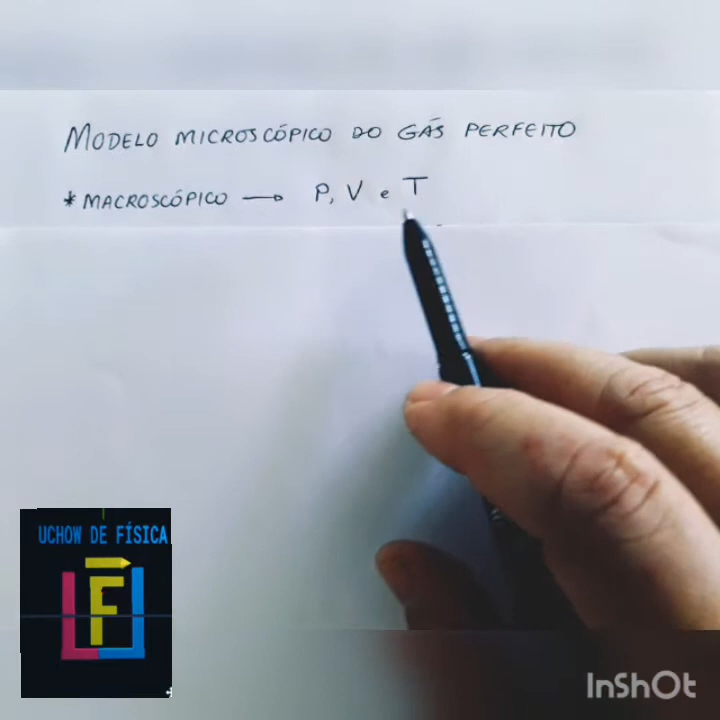 MODELO MICROSCÓPICO DO GÁS PERFEITO
* MACROSCÓPICO → P, V e T
UCHOW DE FÍSICA
F
InShOt